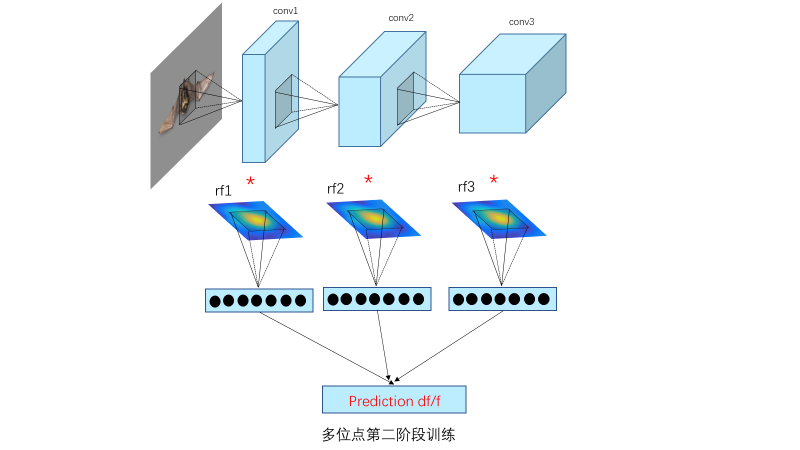 conv1
conv2
conv3
rf1 *
rf2 *
rf3 *
Prediction df/f
多位点第二阶段训练